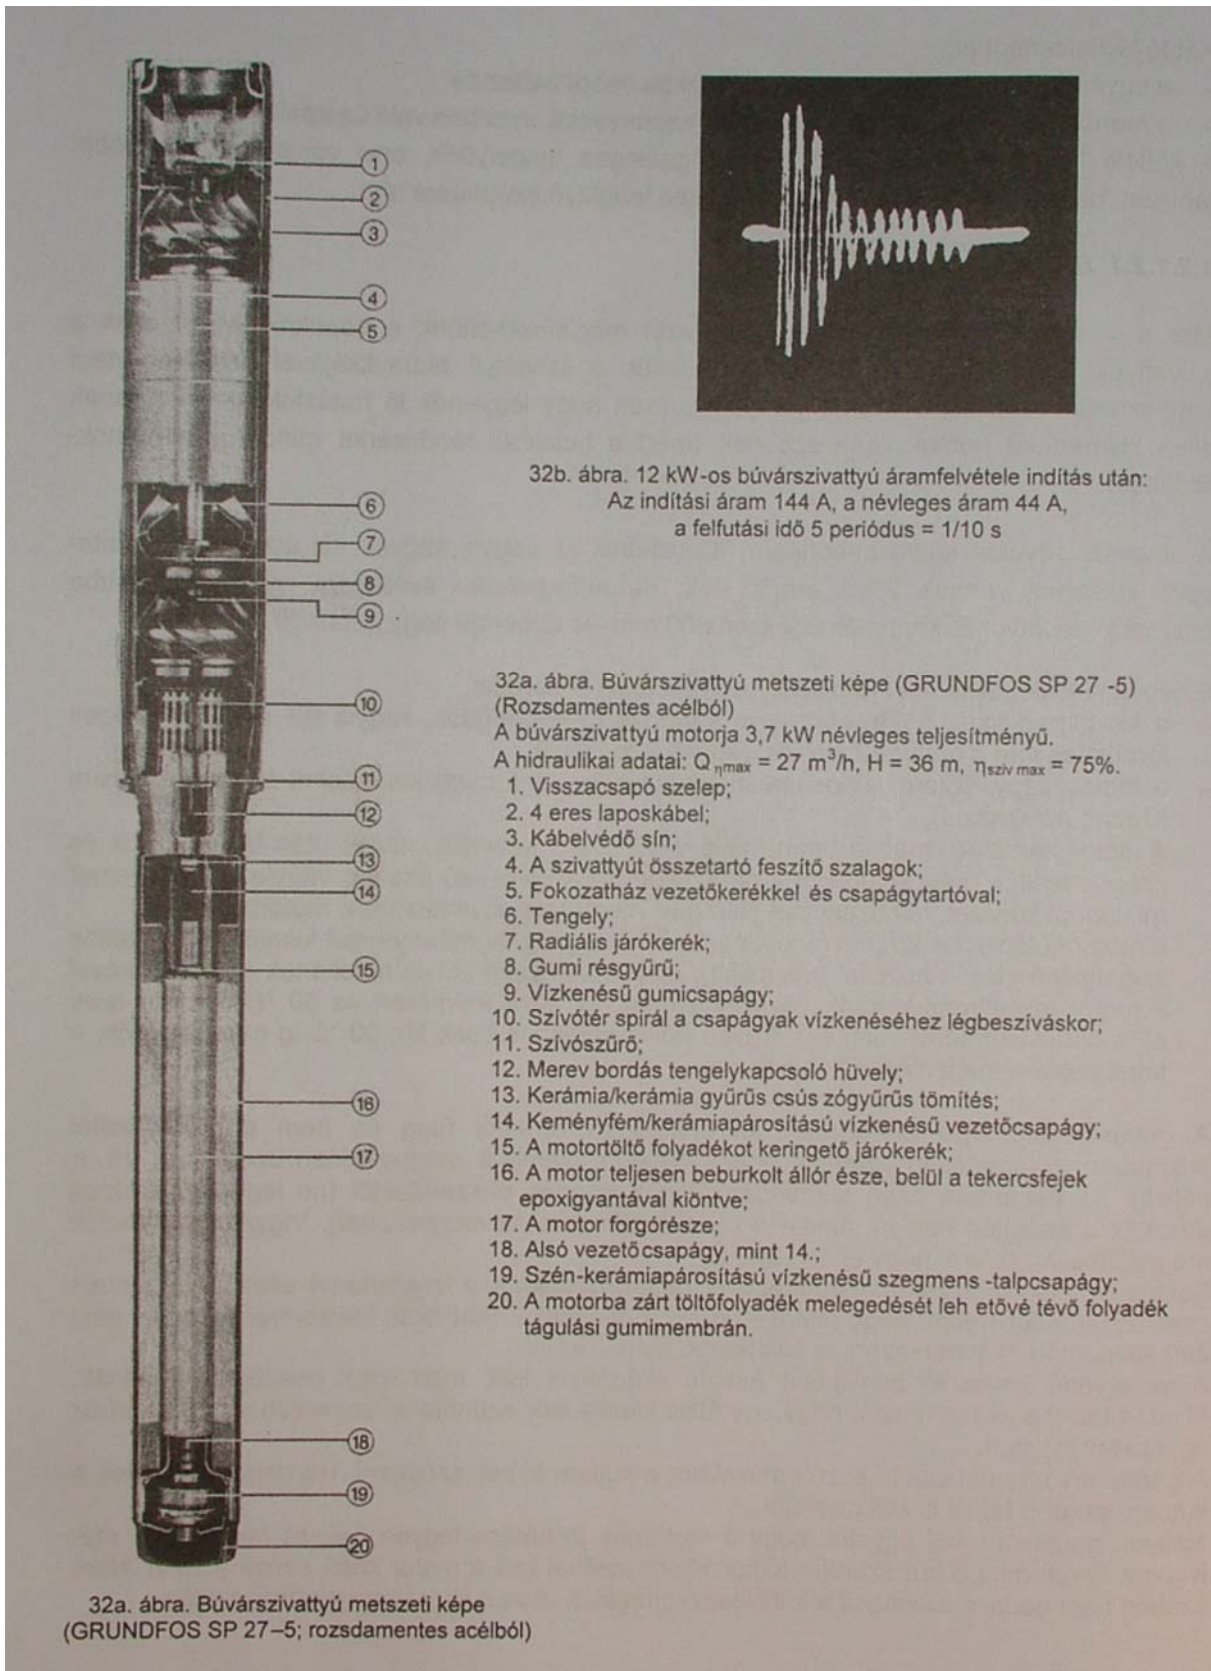 1
2
3
4
5
6
7
8
9
10
11
12
13
14
15
16
17
18
19
20
32b. ábra. 12 kW-os búvárszivattyú áramfelvétele indítás után:
Az indítási áram 144 A, a névleges áram 44 A,
a felfutási idő 5 periódus = 1/10 s
32a. ábra. Búvárszivattyú metszeti képe (GRUNDFOS SP 27 -5)
(Rozsdamentes acélból)
A búvárszivattyú motorja 3,7 kW névleges teljesítményű.
A hidraulikai adatai: Q ηmax = 27 m³/h, H = 36 m, ηsziv max = 75%.
1. Visszacsapó szelep;
2. 4 eres laposkábel;
3. Kábelvédő sín;
4. A szivattyút összetartó feszítő szalagok;
5. Fokozatház vezetőkerékkel és csapágytartóval;
6. Tengely;
7. Radiális járókerék;
8. Gumi résgyűrű;
9. Vízkenésű gumicsapágy;
10. Szívótér spirál a csapágyak vízkenéséhez légbeszíváskor;
11. Szívószűrő;
12. Merev bordás tengelykapcsoló hüvely;
13. Kerámia/kerámia gyűrűs csús zógyűrűs tömítés;
14. Keményfém/kerámiapárosítású vízkenésű vezetőcsapágy;
15. A motortöltő folyadékot keringető járókerék;
16. A motor teljesen beburkolt állór észe, belül a tekercsfejek
epoxigyantával kiöntve;
17. A motor forgórésze;
18. Alsó vezetőcsapágy, mint 14.;
19. Szén-kerámiapárosítású vízkenésű szegmens -talpcsapágy;
20. A motorba zárt töltőfolyadék melegedését leh etővé tévő folyadék
tágulási gumimembrán.
32a. ábra. Búvárszivattyú metszeti képe
(GRUNDFOS SP 27–5; rozsdamentes acélból)